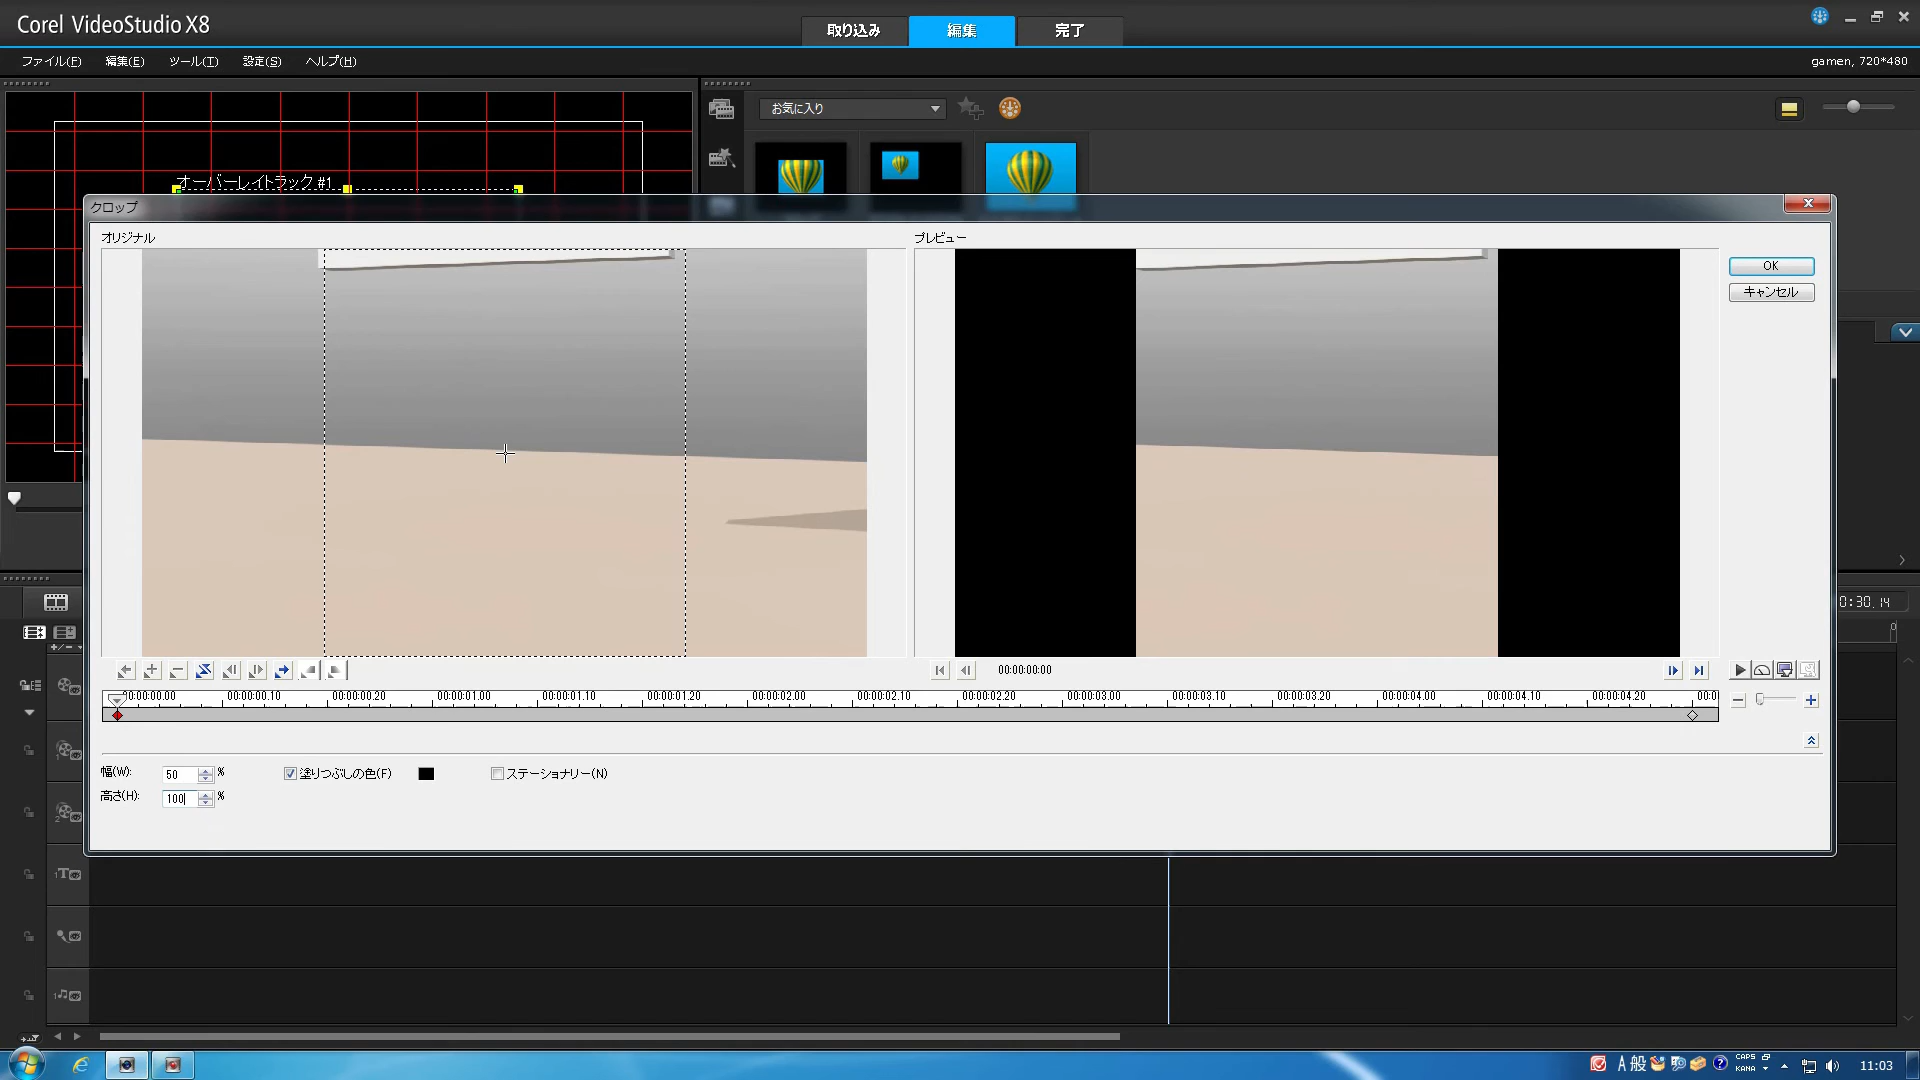 Corel VideoStudio X8
取り込み
編集
完了
ファイル(F)
編集(E)
ツール(T)
設定(S)
ヘルプ(H)
gamen, 720*480
お気に入り
オーバーレイトラック #1
クロップ
オリジナル
プレビュー
OK
キャンセル
0:30.14
00:00:00:00
00:00:00.00
00:00:00.10
00:00:00.20
00:00:01.00
00:00:01.10
00:00:01.20
00:00:02.00
00:00:02.10
00:00:02.20
00:00:03.00
00:00:03.10
00:00:03.20
00:00:04.00
00:00:04.10
00:00:04.20
00:0
幅(W):
50
%
塗りつぶしの色(F)
ステーショナリー(N)
高さ(H):
100
%
A 般
CAPS
KANA
11:03